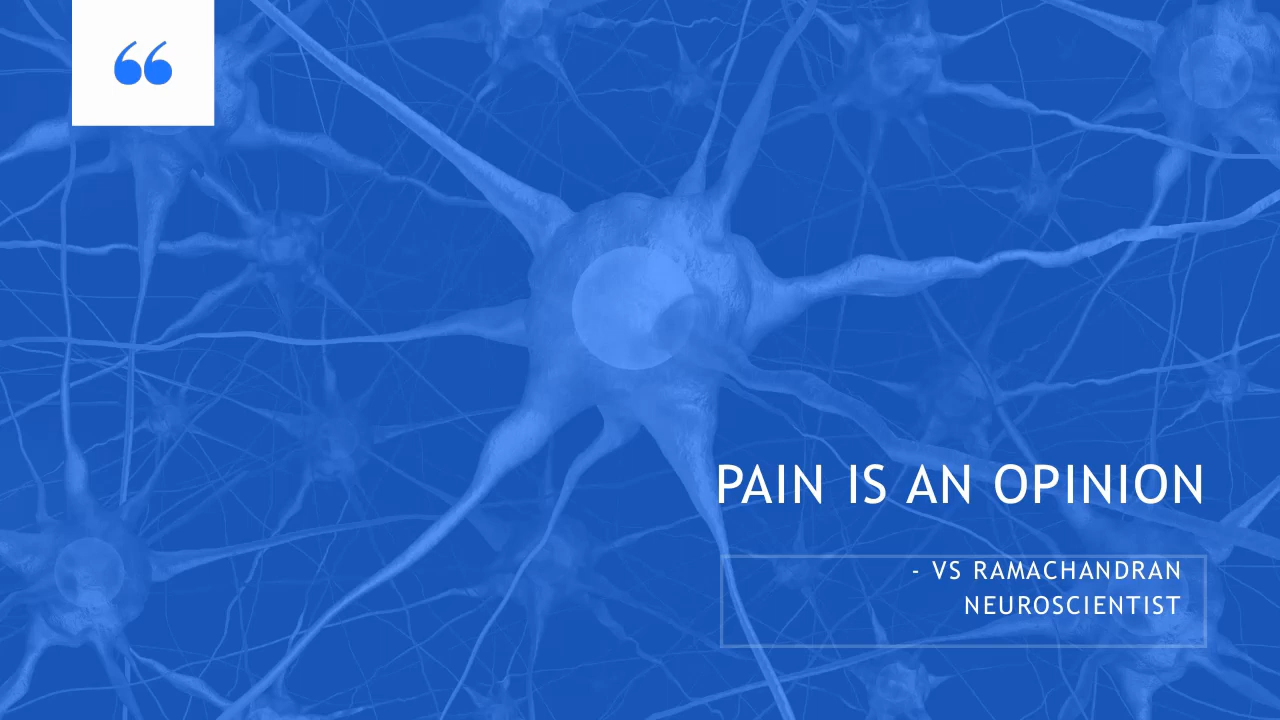 “
PAIN IS AN OPINION
- VS RAMACHANDRAN
NEUROSCIENTIST